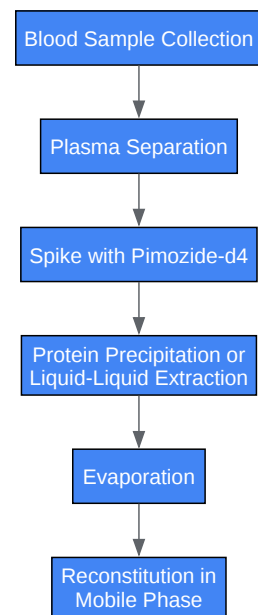 Blood Sample Collection
Plasma Separation
Spike with Pimozide-d4
Protein Precipitation or
Liquid-Liquid Extraction
Evaporation
Reconstitution in
Mobile Phase